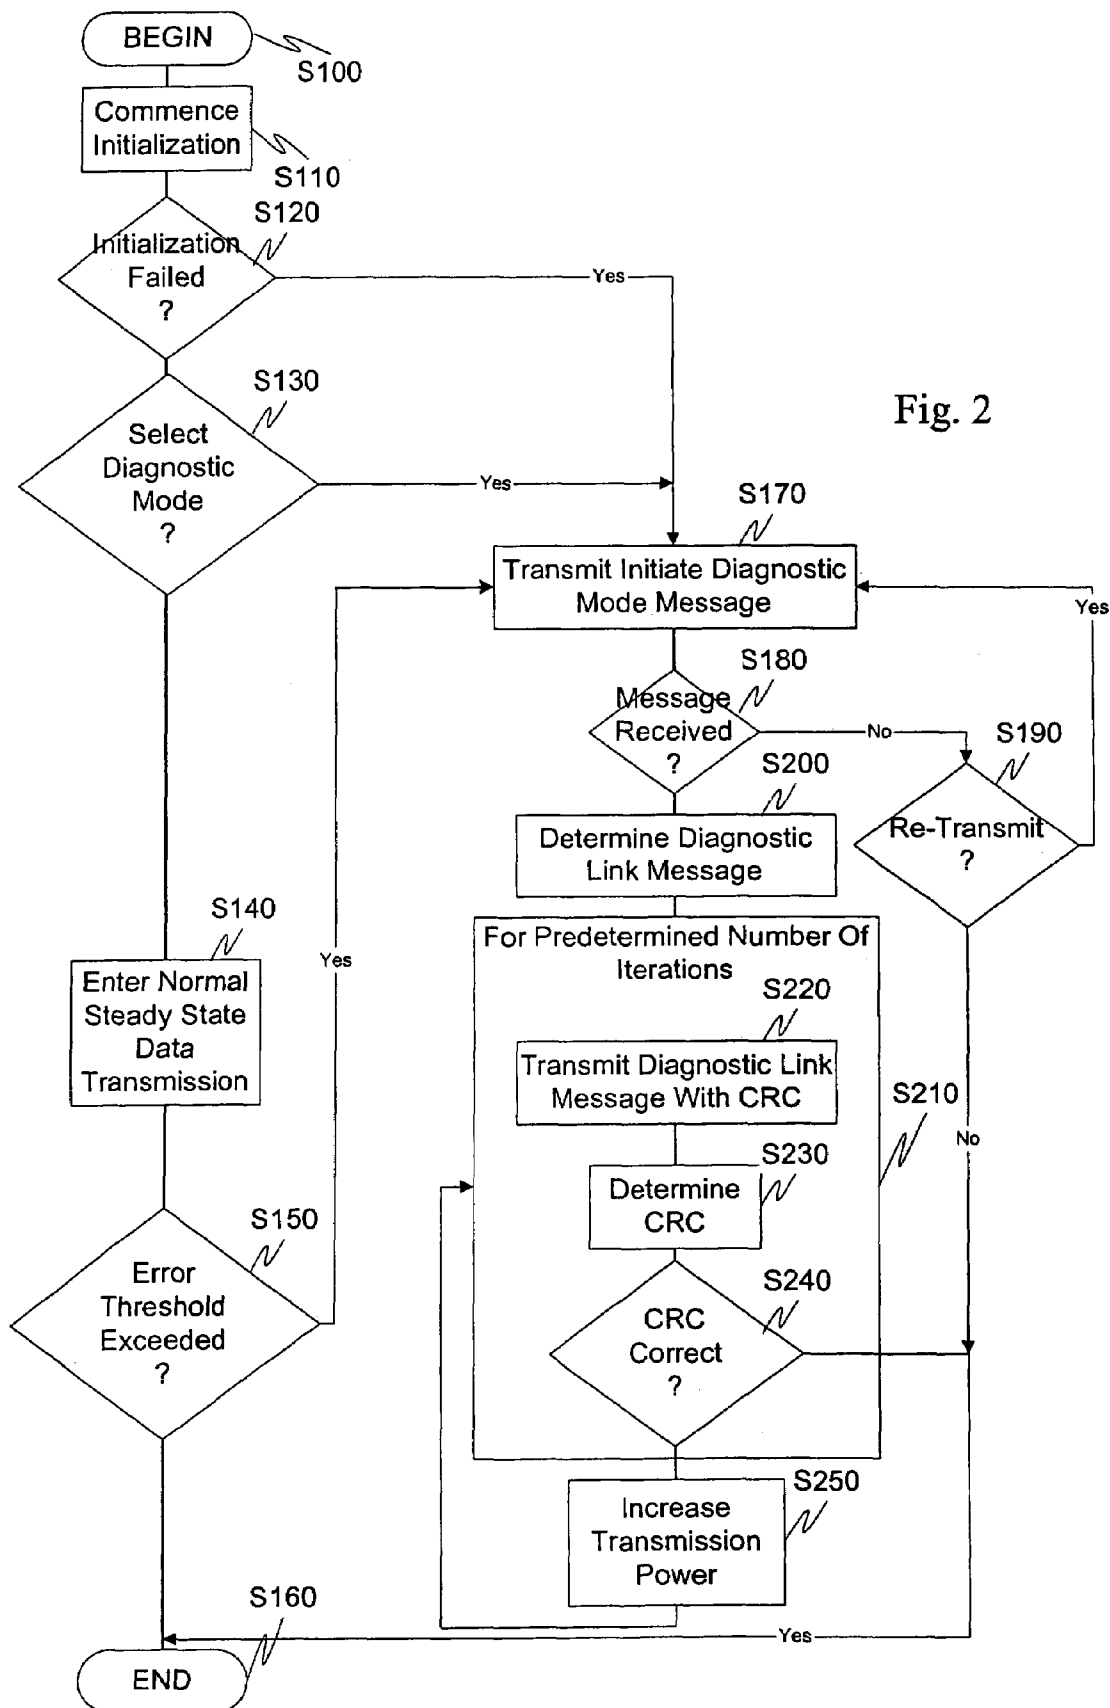 BEGIN
S100
Commence
Initialization
S110
S120
Initialization
Failed
?
Yes
S130
Select
Diagnostic
Mode
?
Yes
Fig. 2
S170
Transmit Initiate Diagnostic
Mode Message
Yes
S180
Message
Received
?
No
S190
Re-Transmit
?
S200
Determine Diagnostic
Link Message
S140
Enter Normal
Steady State
Data
Transmission
Yes
For Predetermined Number Of
Iterations
S220
Transmit Diagnostic Link
Message With CRC
S210
No
S230
Determine
CRC
S150
Error
Threshold
Exceeded
?
S240
CRC
Correct
?
S250
Increase
Transmission
Power
S160
Yes
END